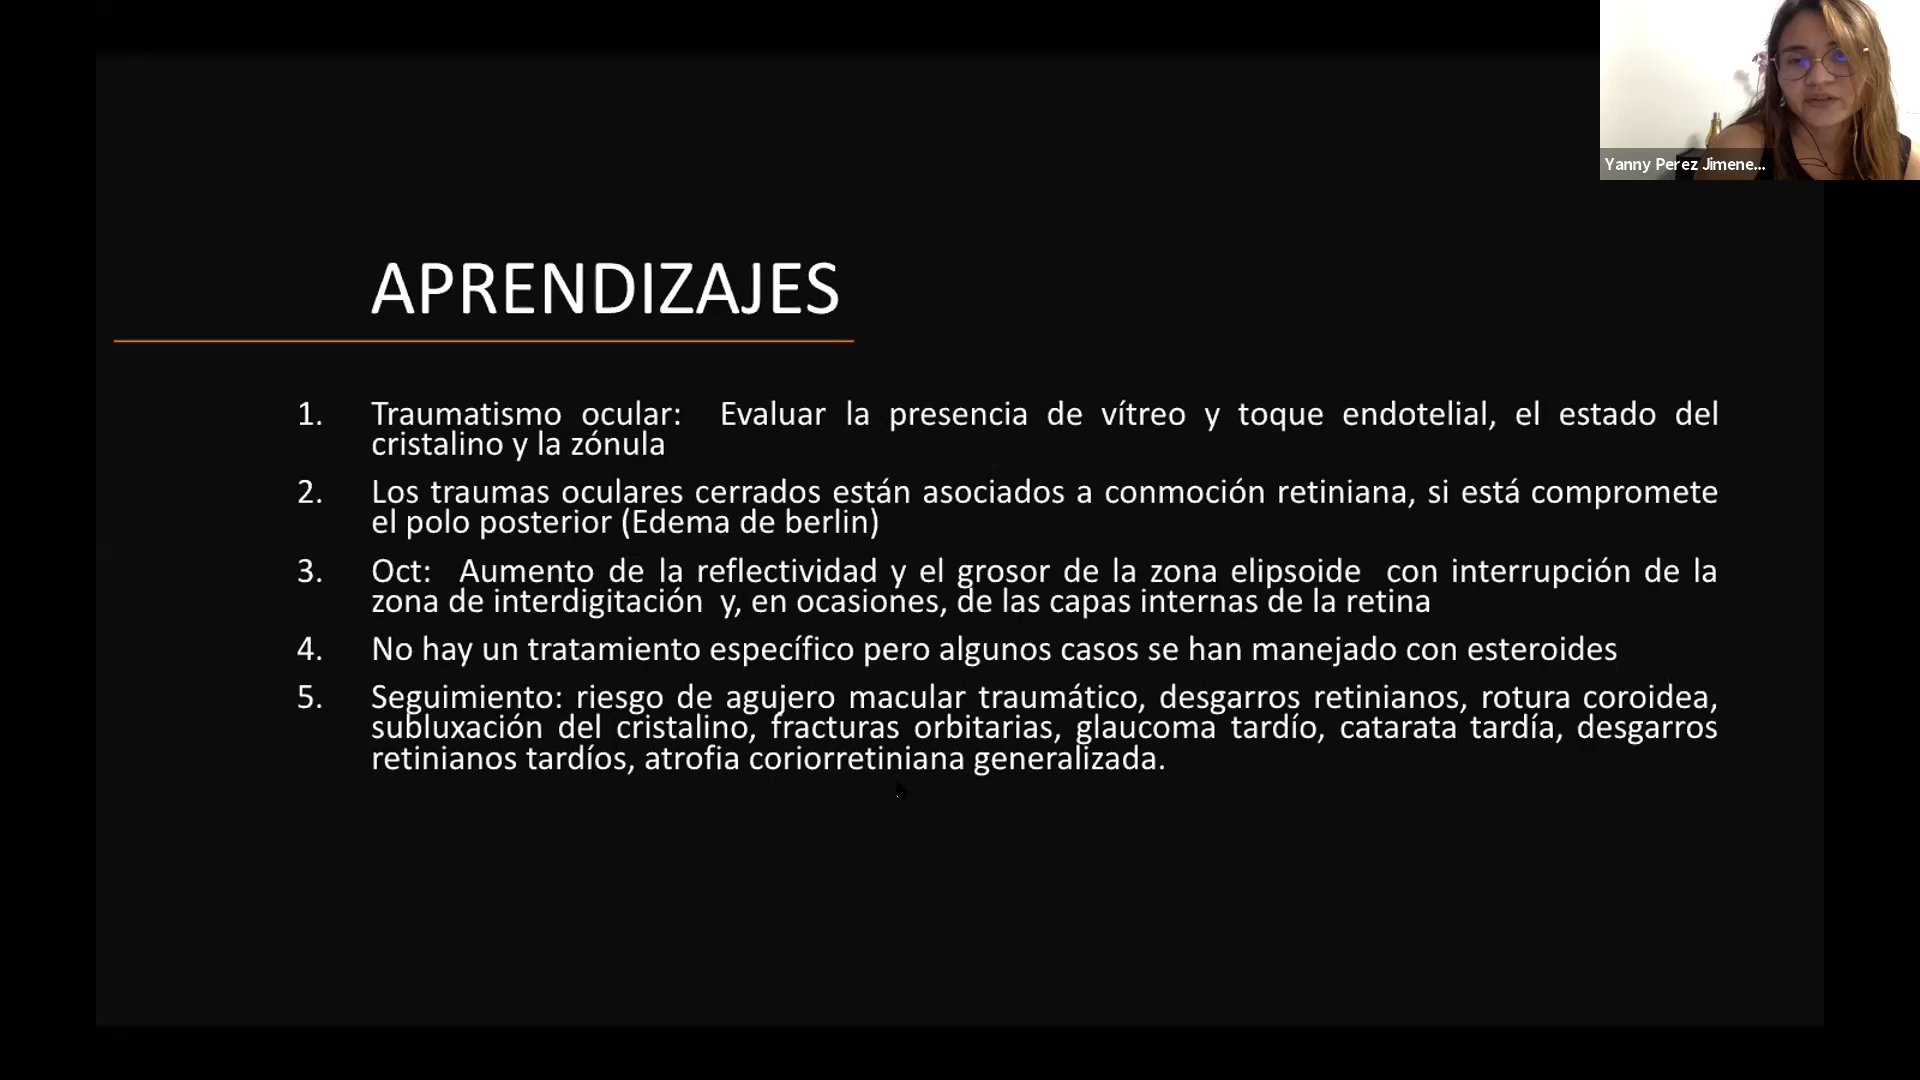 Yanny Perez Jimene...
APRENDIZAJES
1. Traumatismo ocular: Evaluar la presencia de vítreo y toque endotelial, el estado del
cristalino y la zónula
2. Los traumas oculares cerrados están asociados a conmoción retiniana, si está compromete
el polo posterior (Edema de berlin)
3. Oct: Aumento de la reflectividad y el grosor de la zona elipsoide con interrupción de la
zona de interdigitación y, en ocasiones, de las capas internas de la retina
4. No hay un tratamiento específico pero algunos casos se han manejado con esteroides
5. Seguimiento: riesgo de agujero macular traumático, desgarros retinianos, rotura coroidea,
subluxación del cristalino, fracturas orbitarias, glaucoma tardío, catarata tardía, desgarros
retinianos tardíos, atrofia coriorretiniana generalizada.